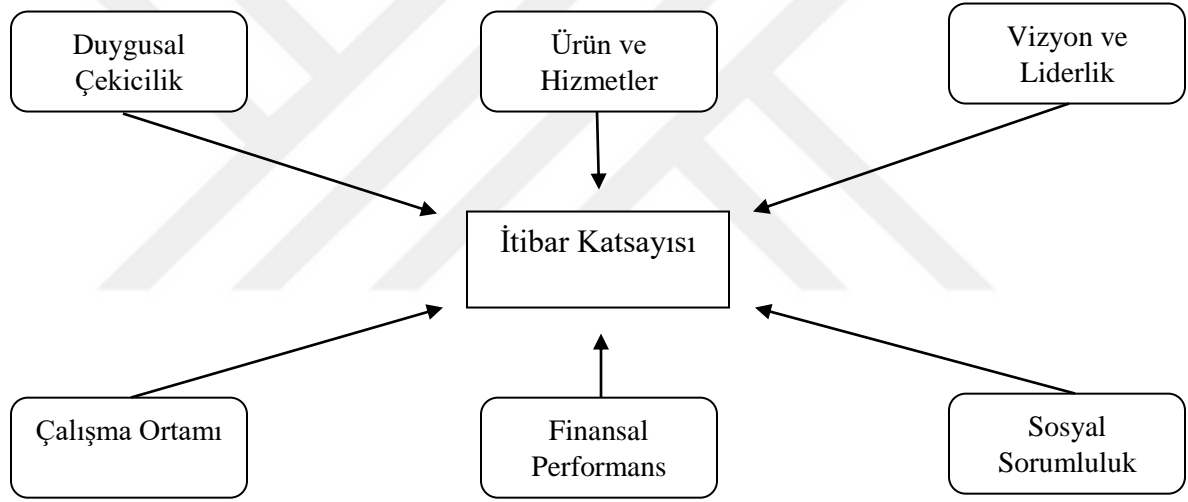 Duygusal
Çekicilik
Ürün ve
Hizmetler
Vizyon ve
Liderlik
İtibar Katsayısı
Çalışma Ortamı
Finansal
Performans
Sosyal
Sorumluluk